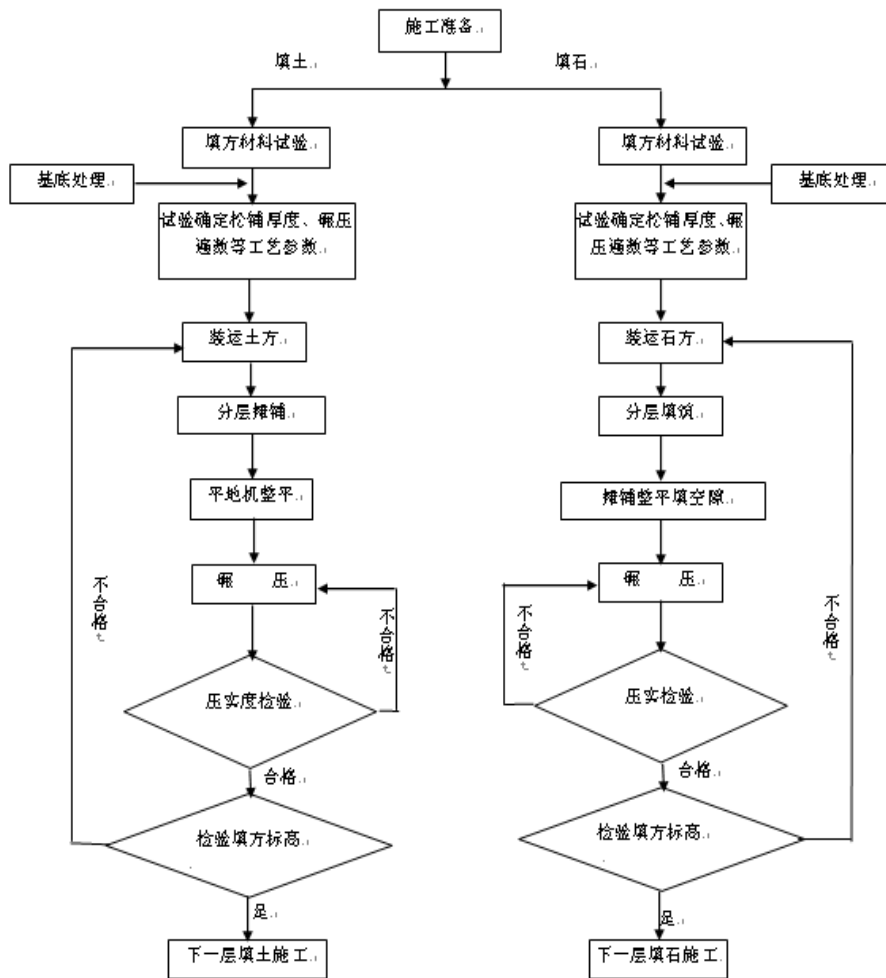 施工准备
填土
填石
填方材料试验
填方材料试验
基底处理
基底处理
试验确定松铺厚度、碾压
遍数等工艺参数
试验确定松铺厚度、碾
压遍数等工艺参数
装运土方
装运石方
分层摊铺
分层填筑
平地机整平
摊铺整平填空隙
碾 压
碾 压
不合格
不合格
不合格
不合格
压实度检验
压实检验
合格
合格
检验填方标高
检验填方标高
是
是
下一层填土施工
下一层填石施工